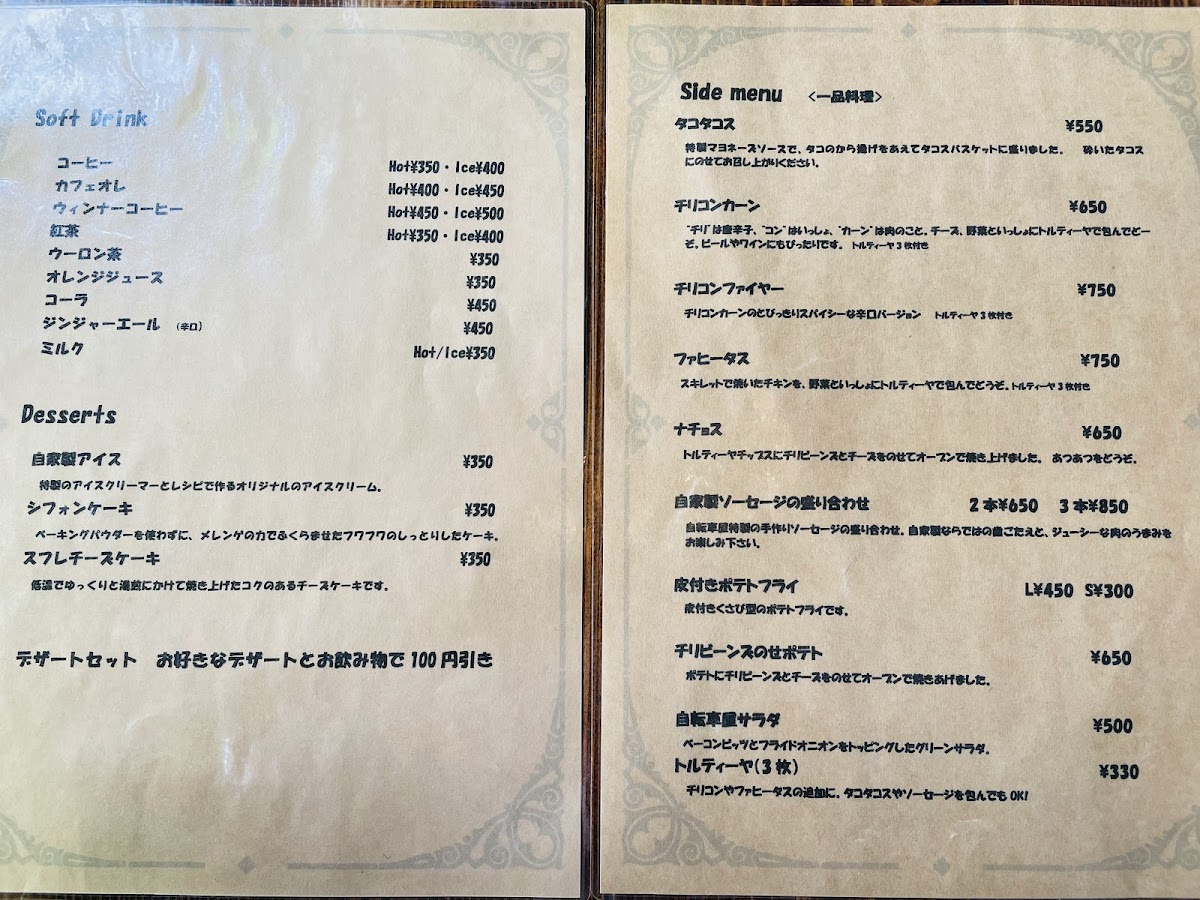 Soft Drink
コーヒー Hot¥350・Ice¥400
カフェオレ Hot¥400・Ice¥450
ウィンナーコーヒー Hot¥450・Ice¥500
紅茶 Hot¥350・Ice¥400
ウーロン茶 ¥350
オレンジジュース ¥350
コーラ ¥450
ジンジャーエール (辛口) ¥450
ミルク Hot/Ice¥350
Desserts
自家製アイス ¥350
特製のアイスクリーマーとレシピで作るオリジナルのアイスクリーム。
シフォンケーキ ¥350
ベーキングパウダーを使わずに、メレンゲの力でふくらませたフワフワのしっとりしたケーキ。
スフレチーズケーキ ¥350
低温でゆっくりと湯煎にかけて焼き上げたコクのあるチーズケーキです。
デザートセット お好きなデザートとお飲み物で100円引き
Side menu <一品料理>
タコタコス ¥550
特製マヨネーズソースで、タコのから揚げをあえてタコスバスケットに盛りました。 砕いたタコス
にのせてお召し上がりください。
チリコンカーン ¥650
"チリ"は唐辛子、"コン"はいっしょ、"カーン"は肉のこと。チーズ、野菜といっしょにトルティーヤで包んでどー
ぞ。ビールやワインにもぴったりです。 トルティーヤ3枚付き
チリコンファイヤー ¥750
チリコンカーンのとびっきりスパイシーな辛口バージョン トルティーヤ3枚付き
ファヒータス ¥750
スキレットで焼いたチキンを、野菜といっしょにトルティーヤで包んでどうぞ。トルティーヤ3枚付き
ナチョス ¥650
トルティーヤチップスにチリビーンズとチーズをのせてオーブンで焼き上げました。 あつあつをどうぞ。
自家製ソーセージの盛り合わせ 2本¥650 3本¥850
自転車屋特製の手作りソーセージの盛り合わせ。自家製ならではの歯ごたえと、ジューシーな肉のうまみを
お楽しみ下さい。
皮付きポテトフライ L¥450 S¥300
皮付きくさび型のポテトフライです。
チリビーンズのせポテト ¥650
ポテトにチリビーンズとチーズをのせてオーブンで焼きあげました。
自転車屋サラダ ¥500
ベーコンビッツとフライドオニオンをトッピングしたグリーンサラダ。
トルティーヤ(3枚) ¥330
チリコンやファヒータスの追加に。タコタコスやソーセージを包んでもOK!